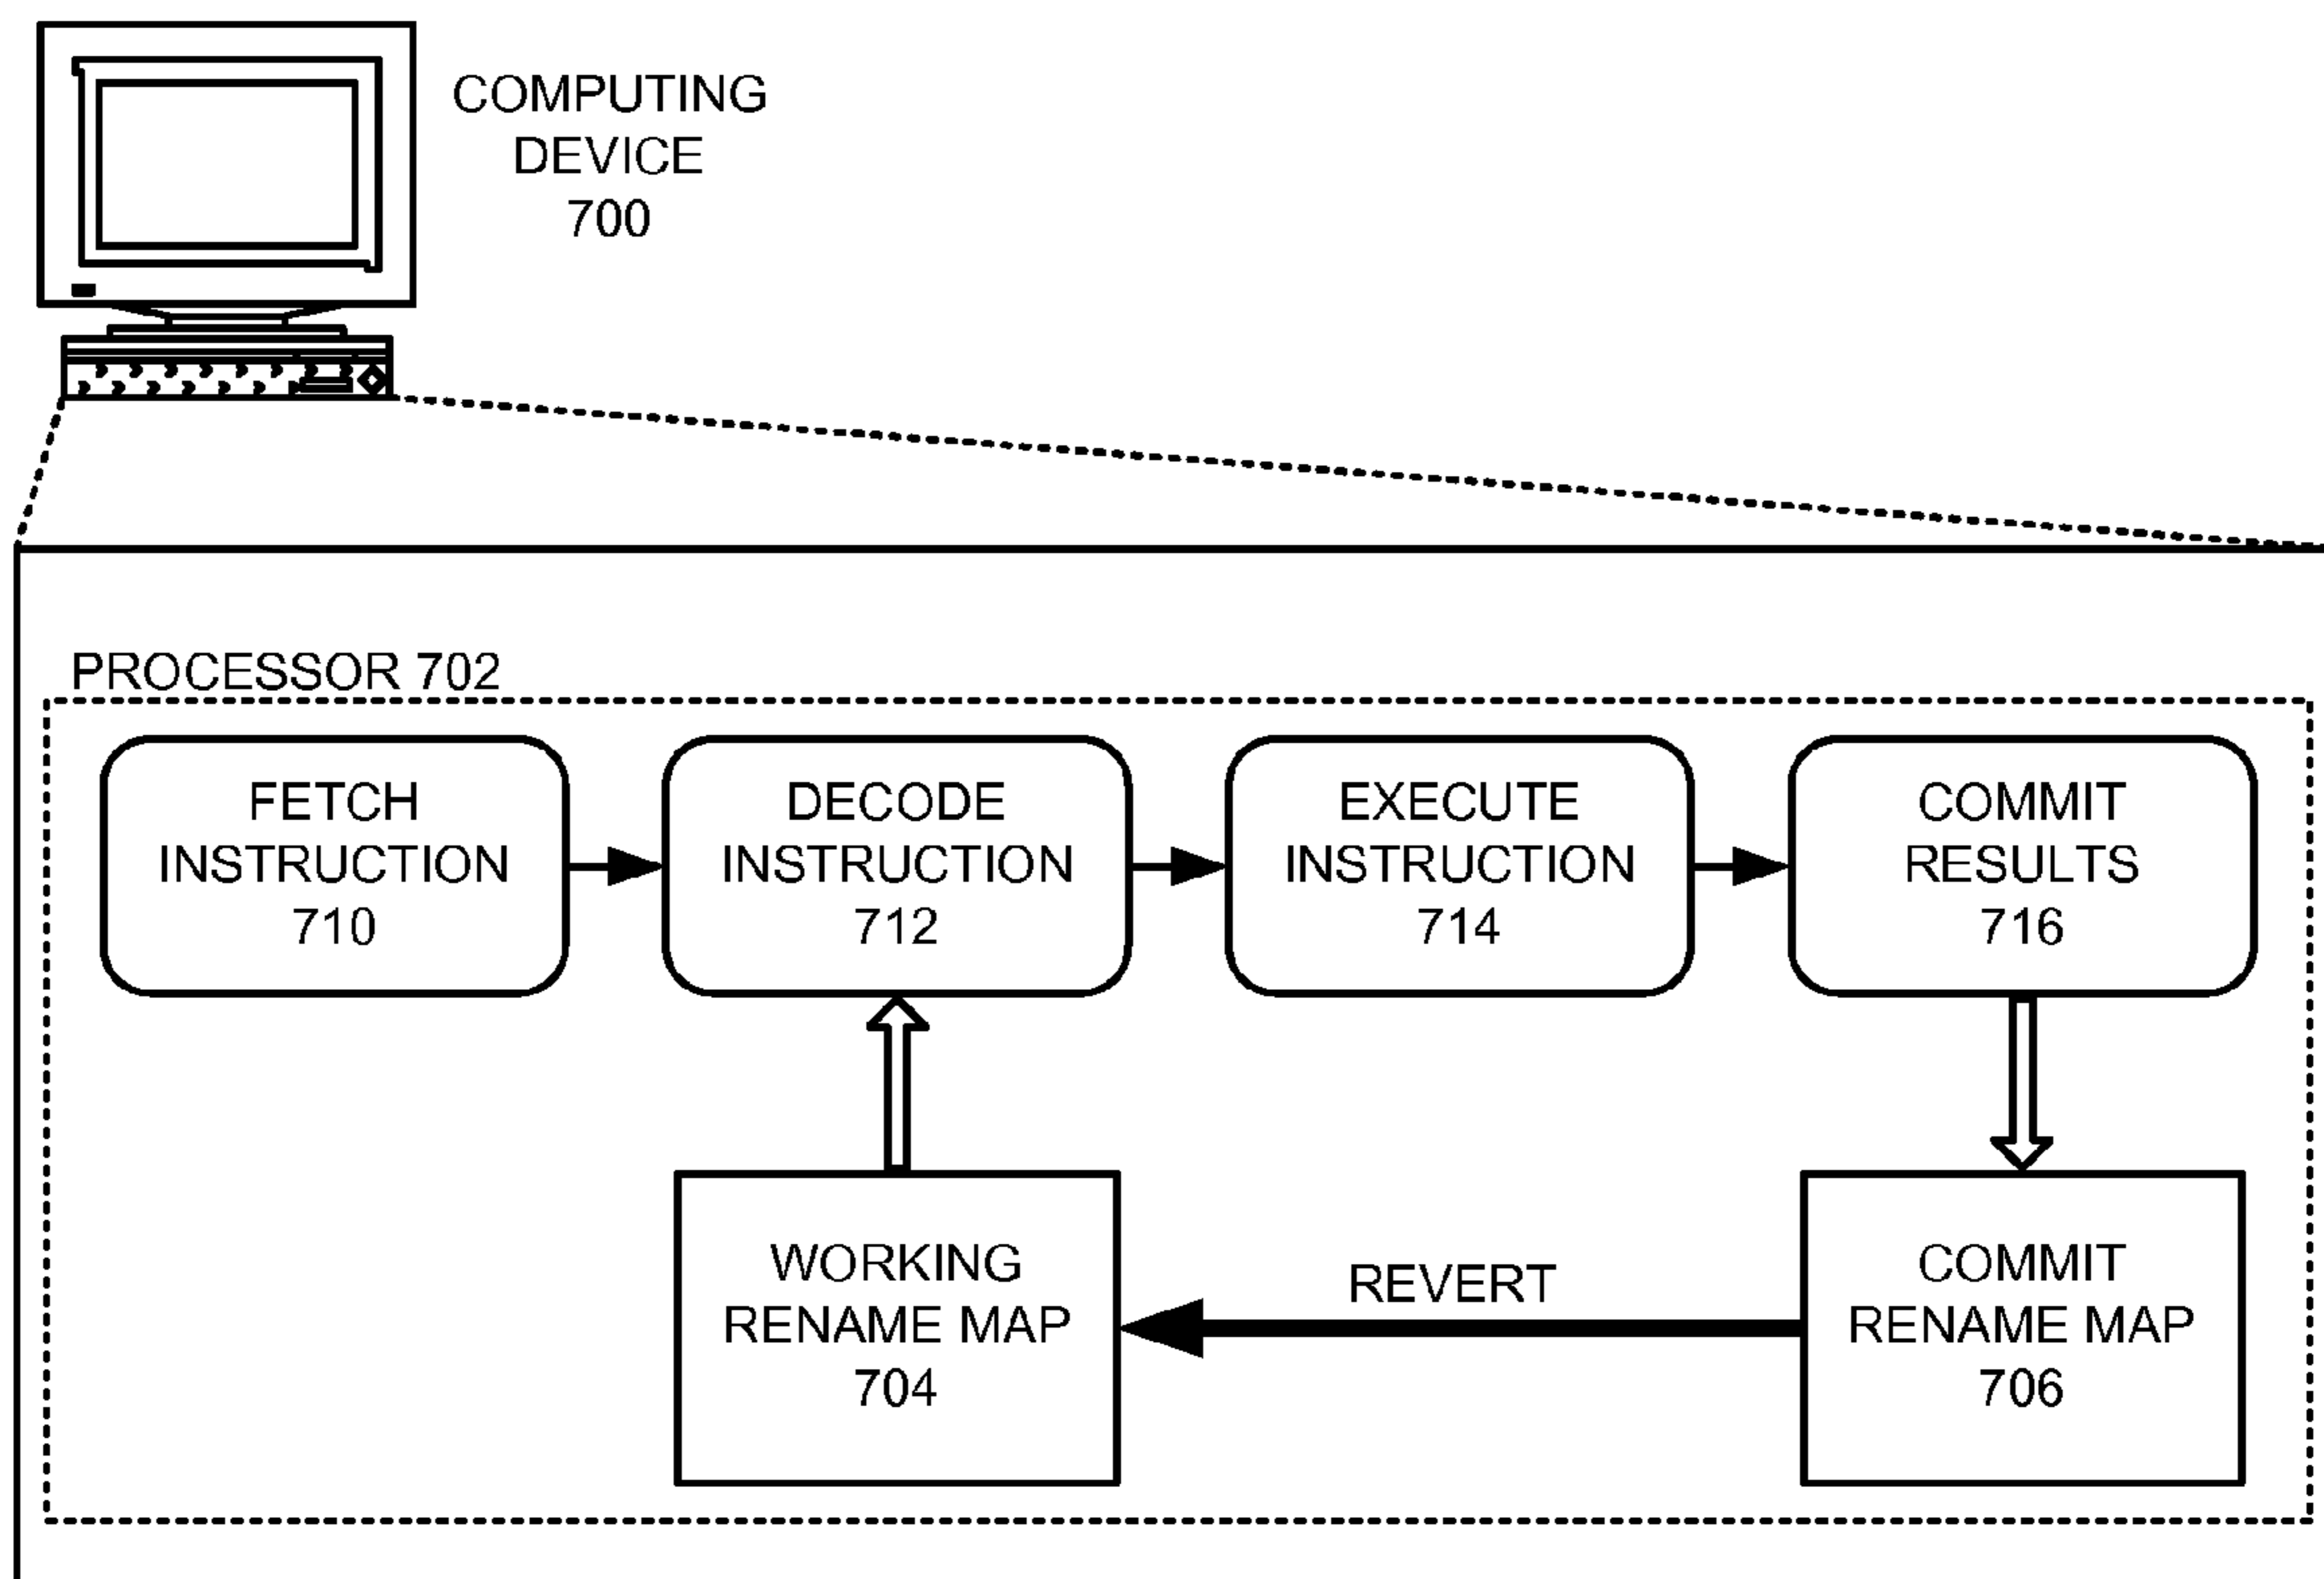 COMPUTING
DEVICE
700
PROCESSOR 702
FETCH
INSTRUCTION
710
DECODE
INSTRUCTION
712
EXECUTE
INSTRUCTION
714
COMMIT
RESULTS
716
WORKING
RENAME MAP
704
REVERT
COMMIT
RENAME MAP
706